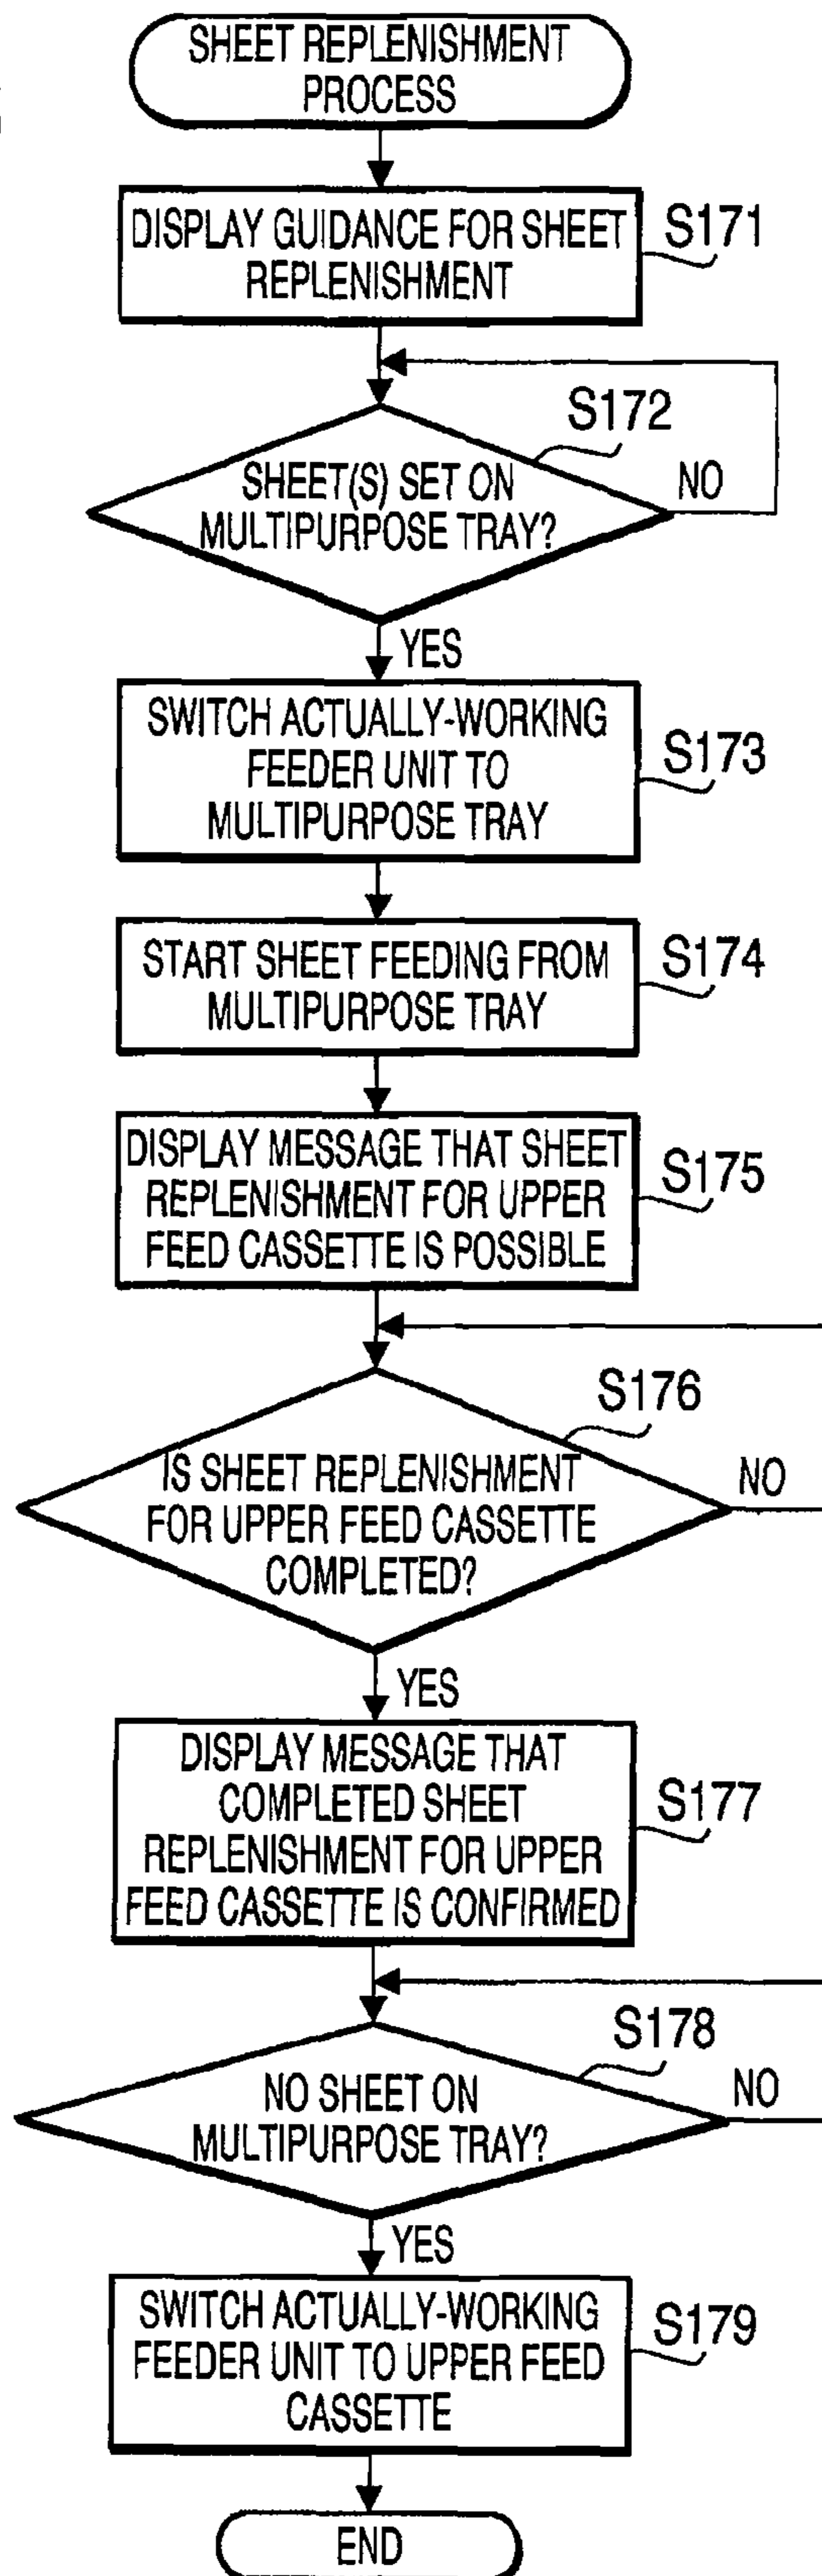 SHEET REPLENISHMENT
PROCESS
DISPLAY GUIDANCE FOR SHEET
REPLENISHMENT
S171
S172
SHEET(S) SET ON
MULTIPURPOSE TRAY?
NO
YES
SWITCH ACTUALLY-WORKING
FEEDER UNIT TO
MULTIPURPOSE TRAY
S173
START SHEET FEEDING FROM
MULTIPURPOSE TRAY
S174
DISPLAY MESSAGE THAT SHEET
REPLENISHMENT FOR UPPER
FEED CASSETTE IS POSSIBLE
S175
S176
IS SHEET REPLENISHMENT
FOR UPPER FEED CASSETTE
COMPLETED?
NO
YES
DISPLAY MESSAGE THAT
COMPLETED SHEET
REPLENISHMENT FOR UPPER
FEED CASSETTE IS CONFIRMED
S177
S178
NO SHEET ON
MULTIPURPOSE TRAY?
NO
YES
SWITCH ACTUALLY-WORKING
FEEDER UNIT TO UPPER FEED
CASSETTE
S179
END